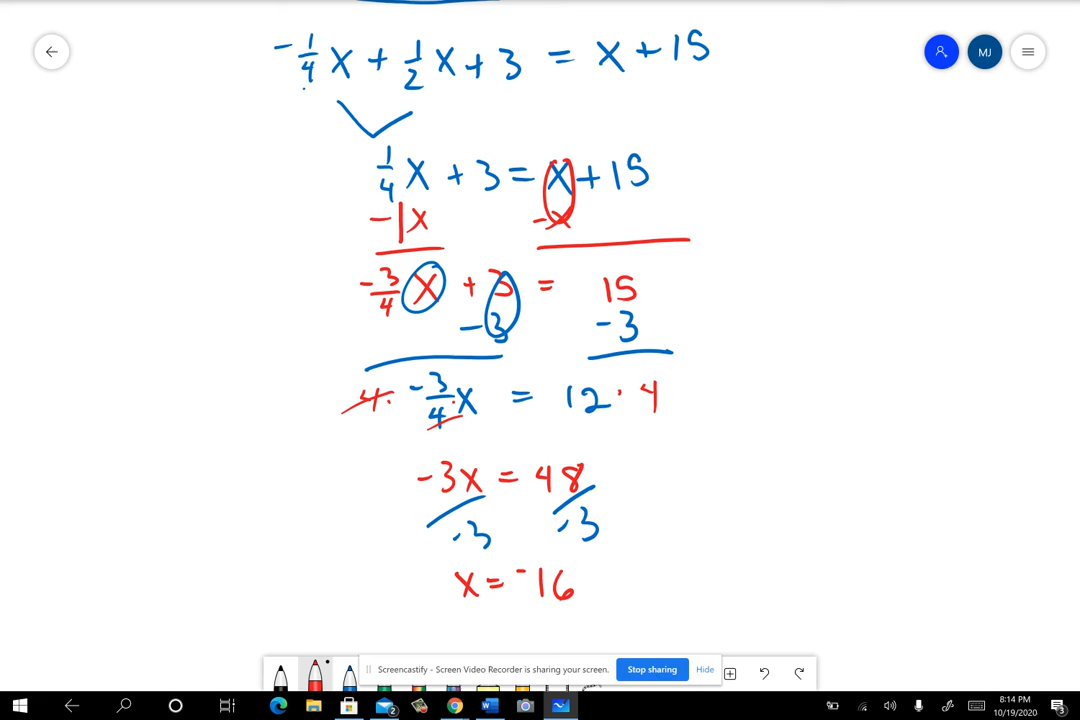 -1/4 x + 1/2 x + 3 = x + 15
MJ
1/4 x + 3 = x + 15
-1x -x
-3/4 x + 3 = 15
-3 -3
4· -3/4 x = 12 · 4
-3x = 48
-3 -3
x = -16
Screencastify - Screen Video Recorder is sharing your screen.
Stop sharing
Hide
2
8:14 PM
10/19/2020
3